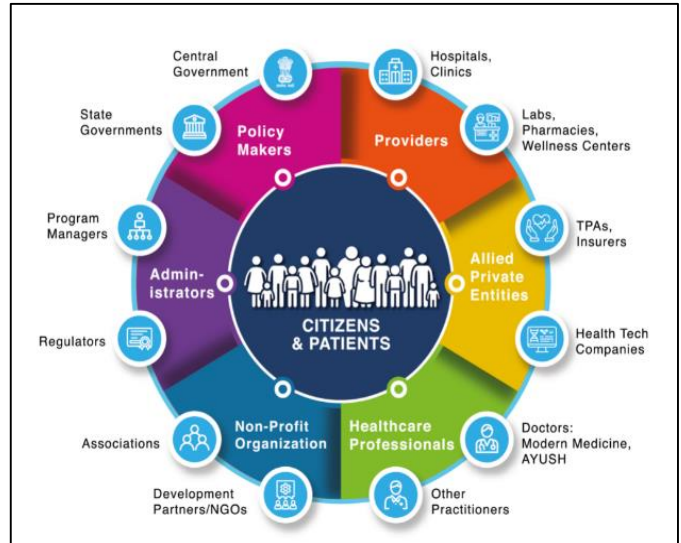 Central
Government
Hospitals,
Clinics
State
Governments
Policy
Makers
Providers
Labs,
Pharmacies,
Wellness Centers
Program
Managers
Admin-
istrators
Allied
Private
Entities
TPAs,
Insurers
CITIZENS
& PATIENTS
Regulators
Health Tech
Companies
Associations
Non-Profit
Organization
Healthcare
Professionals
Doctors:
Modern Medicine,
AYUSH
Development
Partners/NGOs
Other
Practitioners